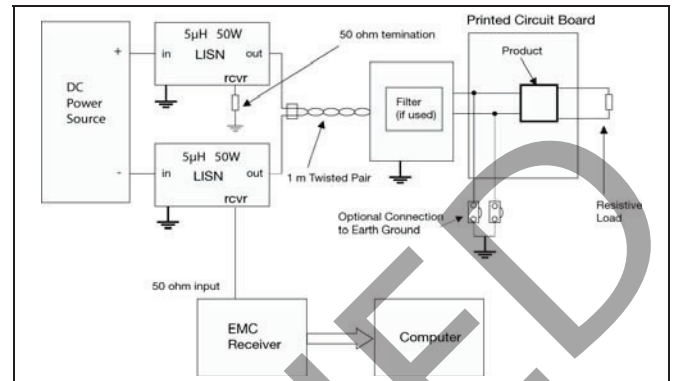 Printed Circuit Board
5µH 50W
LISN
in
out
rcvr
50 ohm temination
Product
+
DC
Power
Source
Filter
(if used)
5µH 50W
LISN
-
in
out
rcvr
1 m Twisted Pair
Optional Connection
to Earth Ground
Resistive
Load
50 ohm input
EMC
Receiver
Computer